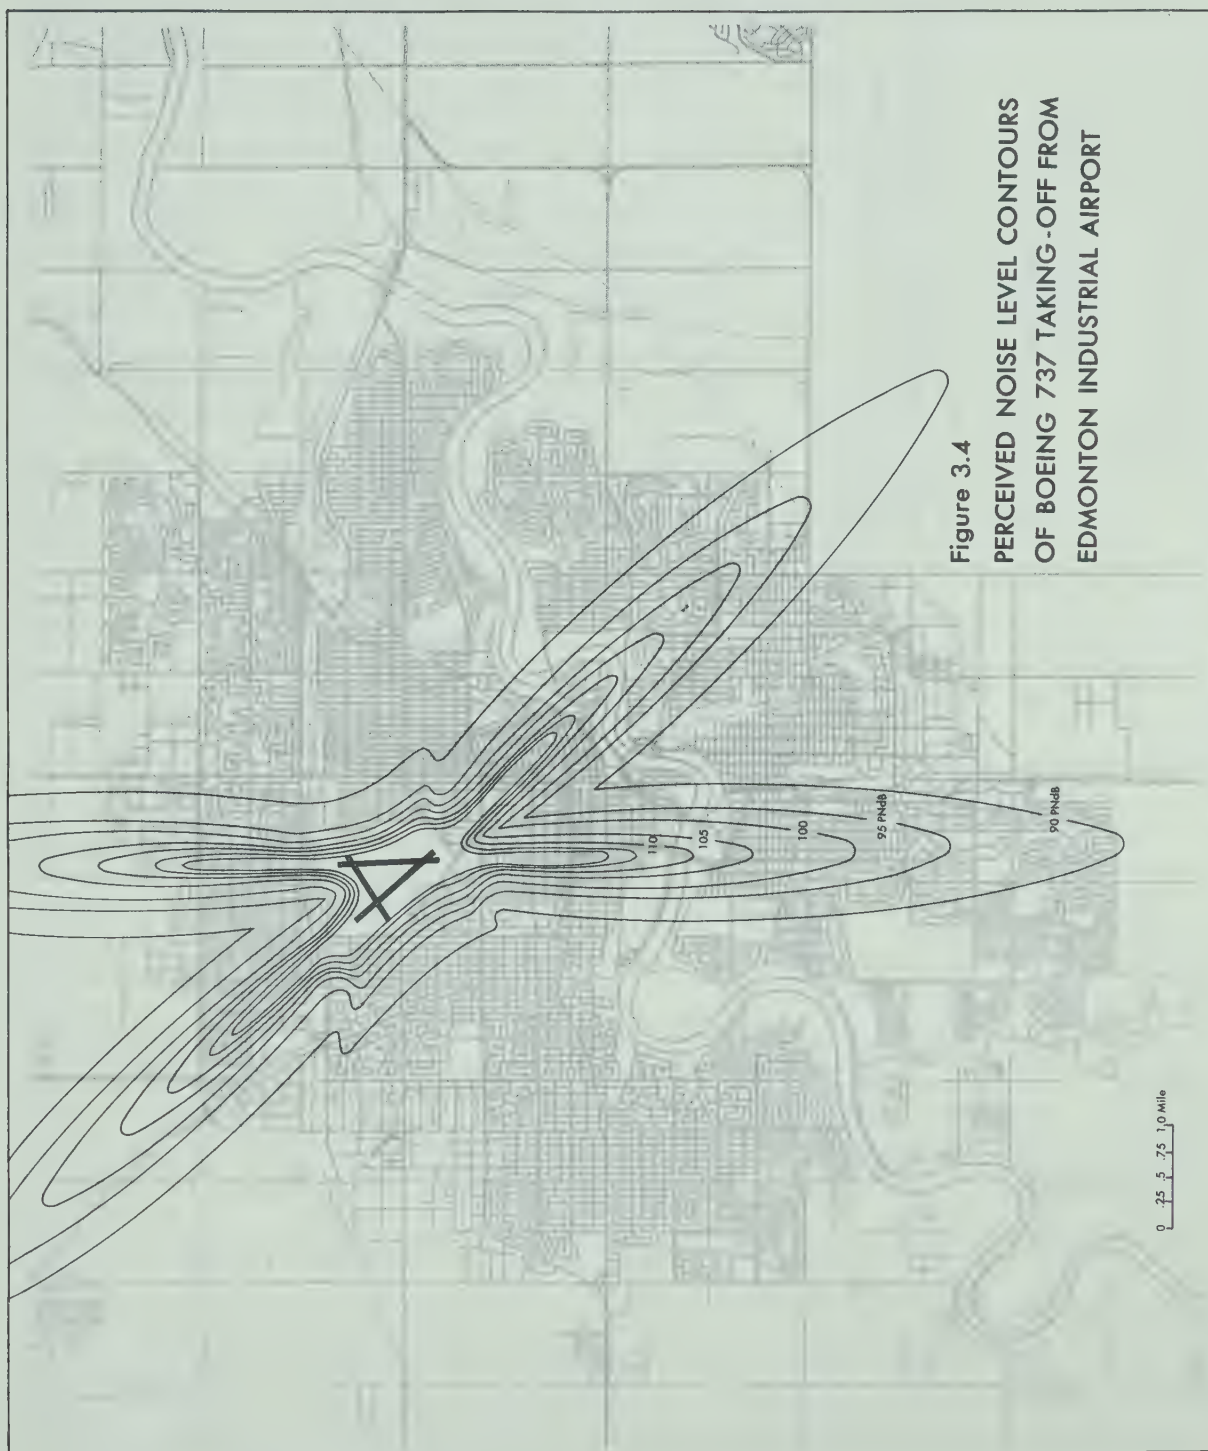 Figure 3.4
PERCEIVED NOISE LEVEL CONTOURS
OF BOEING 737 TAKING-OFF FROM
EDMONTON INDUSTRIAL AIRPORT
110
105
100
95 PNdB
90 PNdB
0 .25 .5 .75 1.0 Mile